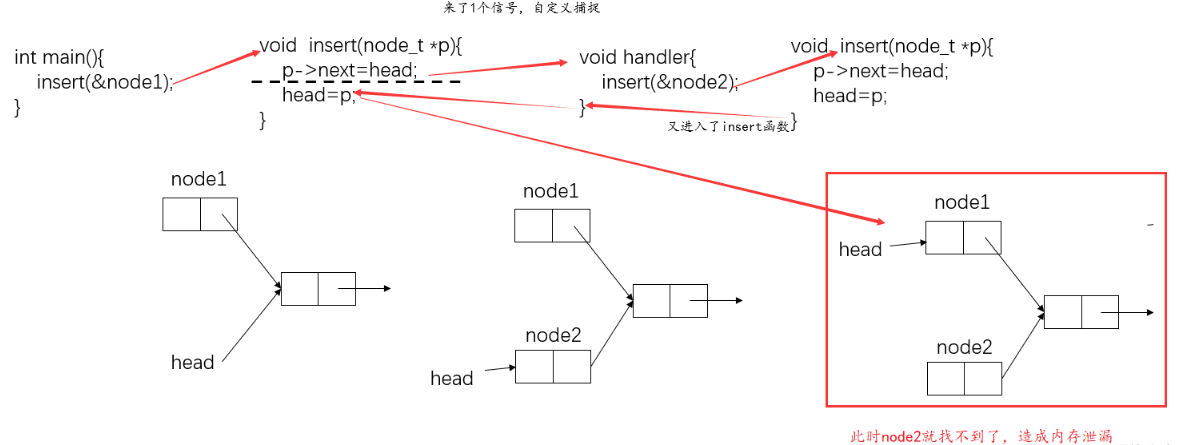 来了1个信号，自定义捕捉
int main(){
insert(&node1);
}
void insert(node_t *p){
p->next=head;
head=p;
}
void handler{
insert(&node2);
}
又进入了insert函数
void insert(node_t *p){
p->next=head;
head=p;
}
node1
head
node1
node2
head
node1
head
node2
此时node2就找不到了，造成内存泄漏